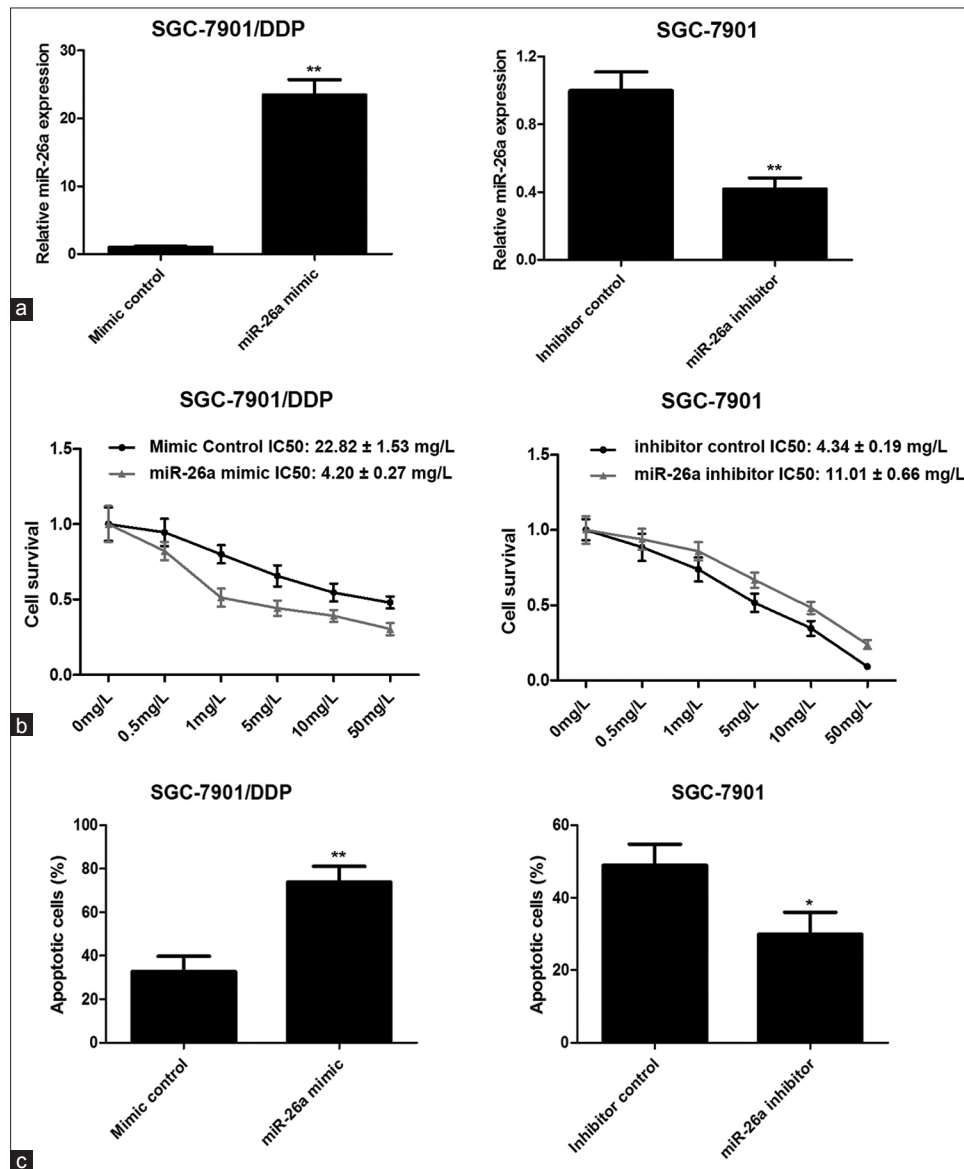 SGC-7901/DDP
Relative miR-26a expression
30
20
10
0
**
Mimic control
miR-26a mimic
SGC-7901
Relative miR-26a expression
1.2
0.8
0.4
0.0
**
Inhibitor control
miR-26a inhibitor
a
SGC-7901/DDP
Mimic Control IC50: 22.82 ± 1.53 mg/L
miR-26a mimic IC50: 4.20 ± 0.27 mg/L
Cell survival
1.5
1.0
0.5
0.0
0mg/L
0.5mg/L
1mg/L
5mg/L
10mg/L
50mg/L
SGC-7901
inhibitor control IC50: 4.34 ± 0.19 mg/L
miR-26a inhibitor IC50: 11.01 ± 0.66 mg/L
Cell survival
1.5
1.0
0.5
0.0
0mg/L
0.5mg/L
1mg/L
5mg/L
10mg/L
50mg/L
b
SGC-7901/DDP
Apoptotic cells (%)
100
80
60
40
20
0
**
Mimic control
miR-26a mimic
SGC-7901
Apoptotic cells (%)
60
40
20
0
*
Inhibitor control
miR-26a inhibitor
c